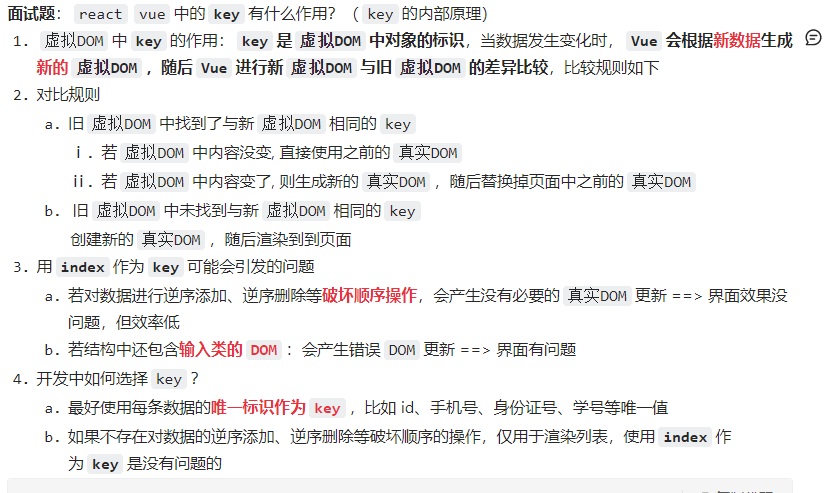 面试题: react vue 中的 key 有什么作用? ( key 的内部原理)
1. 虚拟DOM 中 key 的作用: key 是 虚拟DOM 中对象的标识, 当数据发生变化时, Vue 会根据新数据生成
新的 虚拟DOM , 随后 Vue 进行新 虚拟DOM 与旧 虚拟DOM 的差异比较, 比较规则如下
2. 对比规则
a. 旧 虚拟DOM 中找到了与新 虚拟DOM 相同的 key
ⅰ. 若 虚拟DOM 中内容没变, 直接使用之前的 真实DOM
ⅱ. 若 虚拟DOM 中内容变了, 则生成新的 真实DOM , 随后替换掉页面中之前的 真实DOM
b. 旧 虚拟DOM 中未找到与新 虚拟DOM 相同的 key
创建新的 真实DOM , 随后渲染到到页面
3. 用 index 作为 key 可能会引发的问题
a. 若对数据进行逆序添加、逆序删除等破坏顺序操作, 会产生没有必要的 真实DOM 更新 ==> 界面效果没
问题, 但效率低
b. 若结构中还包含输入类的 DOM : 会产生错误 DOM 更新 ==> 界面有问题
4. 开发中如何选择 key ?
a. 最好使用每条数据的唯一标识作为 key , 比如 id、手机号、身份证号、学号等唯一值
b. 如果不存在对数据的逆序添加、逆序删除等破坏顺序的操作, 仅用于渲染列表, 使用 index 作
为 key 是没有问题的